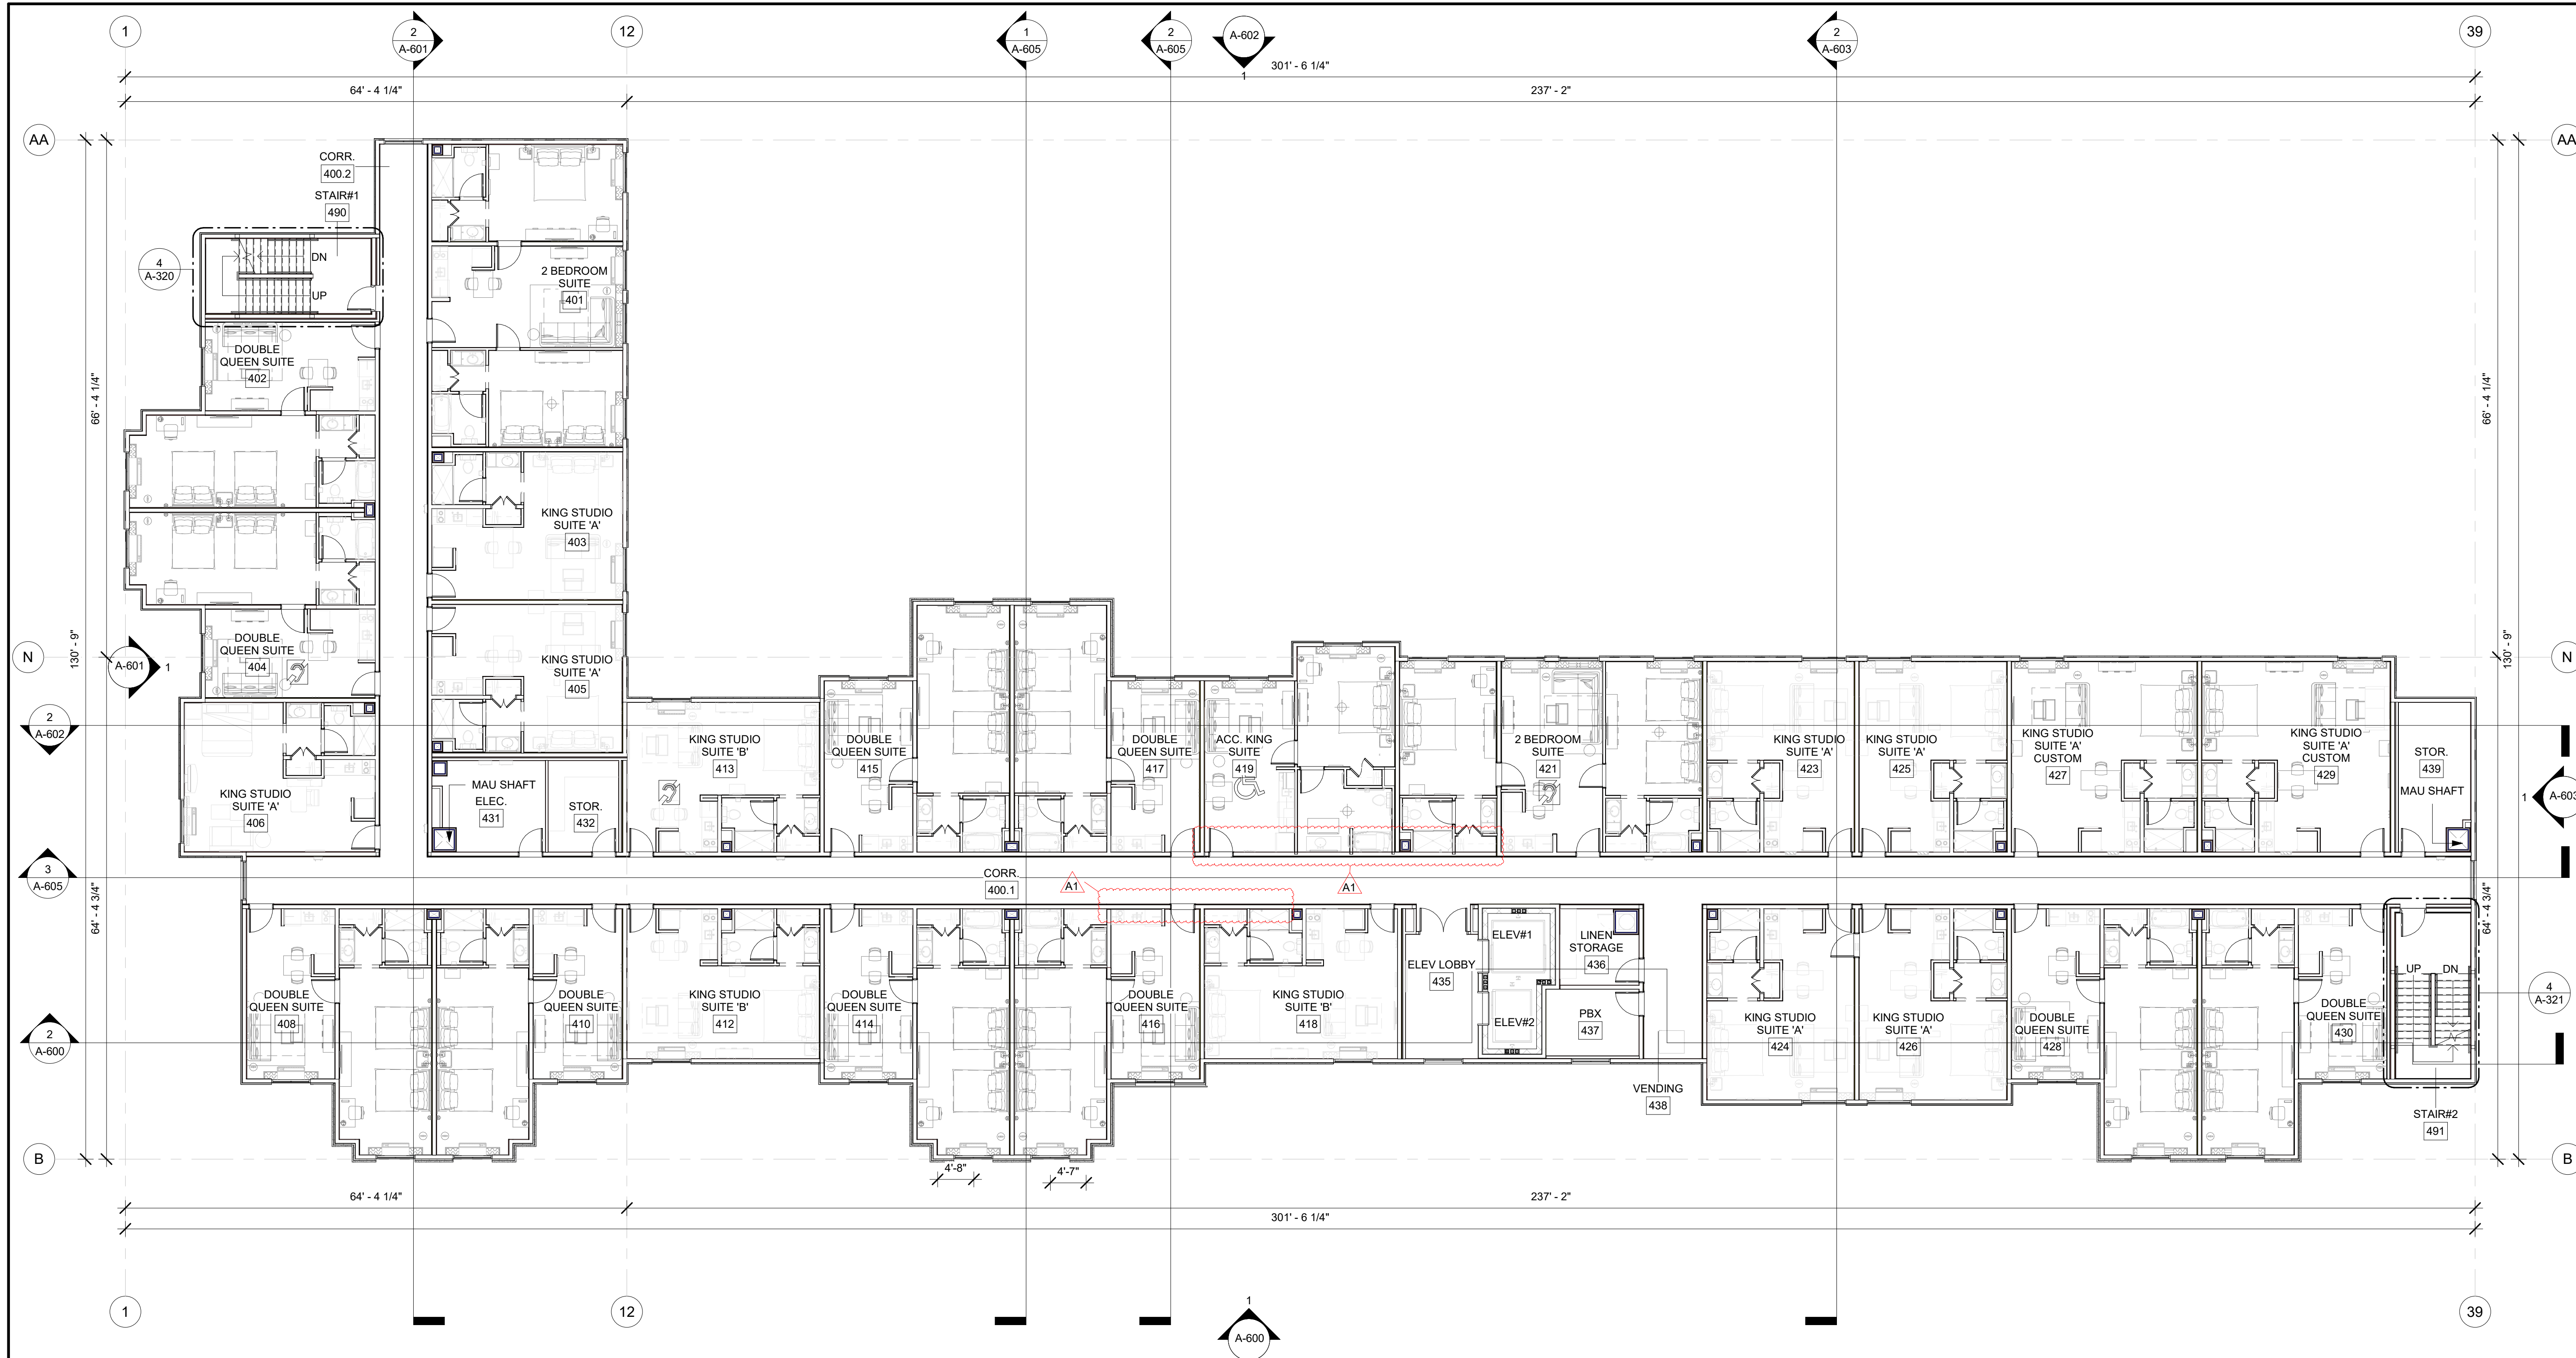 1
2
A-601
12
1
A-605
2
A-605
A-602
1
2
A-603
39
301' - 6 1/4"
64' - 4 1/4"
237' - 2"
AA
AA
CORR.
400.2
STAIR#1
490
4
A-320
DN
UP
2 BEDROOM
SUITE
401
DOUBLE
QUEEN SUITE
402
66' - 4 1/4"
66' - 4 1/4"
KING STUDIO
SUITE 'A'
403
130' - 9"
130' - 9"
N
N
A-601
1
DOUBLE
QUEEN SUITE
404
KING STUDIO
SUITE 'A'
405
2
A-602
KING STUDIO
SUITE 'A'
406
MAU SHAFT
ELEC.
431
STOR.
432
KING STUDIO
SUITE 'B'
413
DOUBLE
QUEEN SUITE
415
DOUBLE
QUEEN SUITE
417
ACC. KING
SUITE
419
2 BEDROOM
SUITE
421
KING STUDIO
SUITE 'A'
423
KING STUDIO
SUITE 'A'
425
KING STUDIO
SUITE 'A'
CUSTOM
427
KING STUDIO
SUITE 'A'
CUSTOM
429
STOR.
439
MAU SHAFT
1
A-603
3
A-605
CORR.
400.1
A1
A1
64' - 4 3/4"
64' - 4 3/4"
DOUBLE
QUEEN SUITE
408
DOUBLE
QUEEN SUITE
410
KING STUDIO
SUITE 'B'
412
DOUBLE
QUEEN SUITE
414
DOUBLE
QUEEN SUITE
416
KING STUDIO
SUITE 'B'
418
ELEV LOBBY
435
ELEV#1
ELEV#2
LINEN
STORAGE
436
PBX
437
KING STUDIO
SUITE 'A'
424
KING STUDIO
SUITE 'A'
426
DOUBLE
QUEEN SUITE
428
DOUBLE
QUEEN SUITE
430
UP
DN
4
A-321
2
A-600
VENDING
438
STAIR#2
491
B
B
4'-8"
4'-7"
64' - 4 1/4"
237' - 2"
301' - 6 1/4"
1
12
1
A-600
39